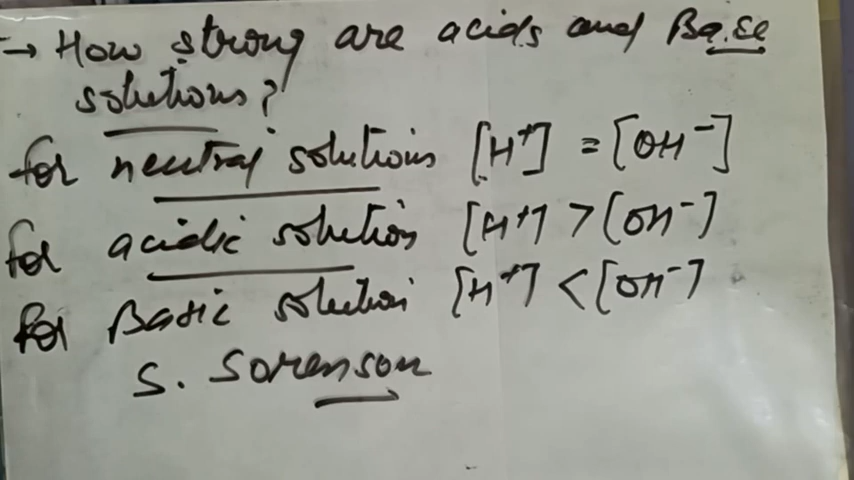 → How strong are acids and Base
solutions?
for neutral solutions [H⁺] = [OH⁻]
for acidic solution [H⁺] > [OH⁻]
for Basic solution [H⁺] < [OH⁻]
S. Sorenson